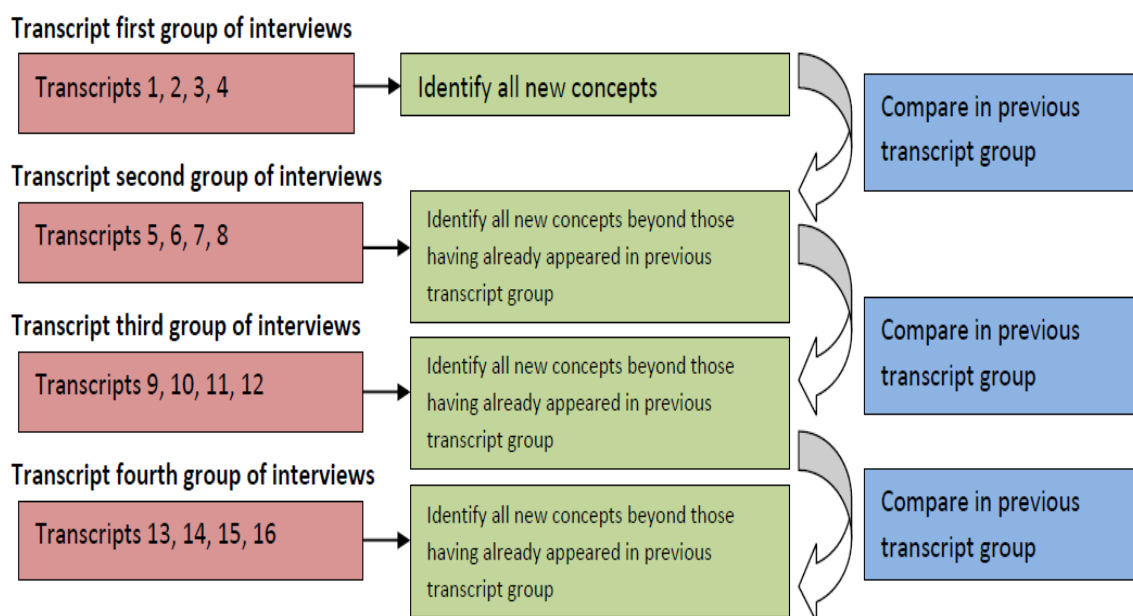 Transcript first group of interviews
Transcripts 1, 2, 3, 4
Identify all new concepts
Compare in previous
transcript group
Transcript second group of interviews
Transcripts 5, 6, 7, 8
Identify all new concepts beyond those
having already appeared in previous
transcript group
Transcript third group of interviews
Transcripts 9, 10, 11, 12
Identify all new concepts beyond those
having already appeared in previous
transcript group
Compare in previous
transcript group
Transcript fourth group of interviews
Transcripts 13, 14, 15, 16
Identify all new concepts beyond those
having already appeared in previous
transcript group
Compare in previous
transcript group